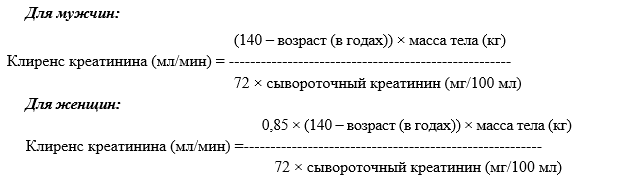 Для мужчин:
(140 – возраст (в годах)) × масса тела (кг)
Клиренс креатинина (мл/мин) = -----------------------------------------------------
72 × сывороточный креатинин (мг/100 мл)
Для женщин:
0,85 × (140 – возраст (в годах)) × масса тела (кг)
Клиренс креатинина (мл/мин) =--------------------------------------------------------
72 × сывороточный креатинин (мг/100 мл)